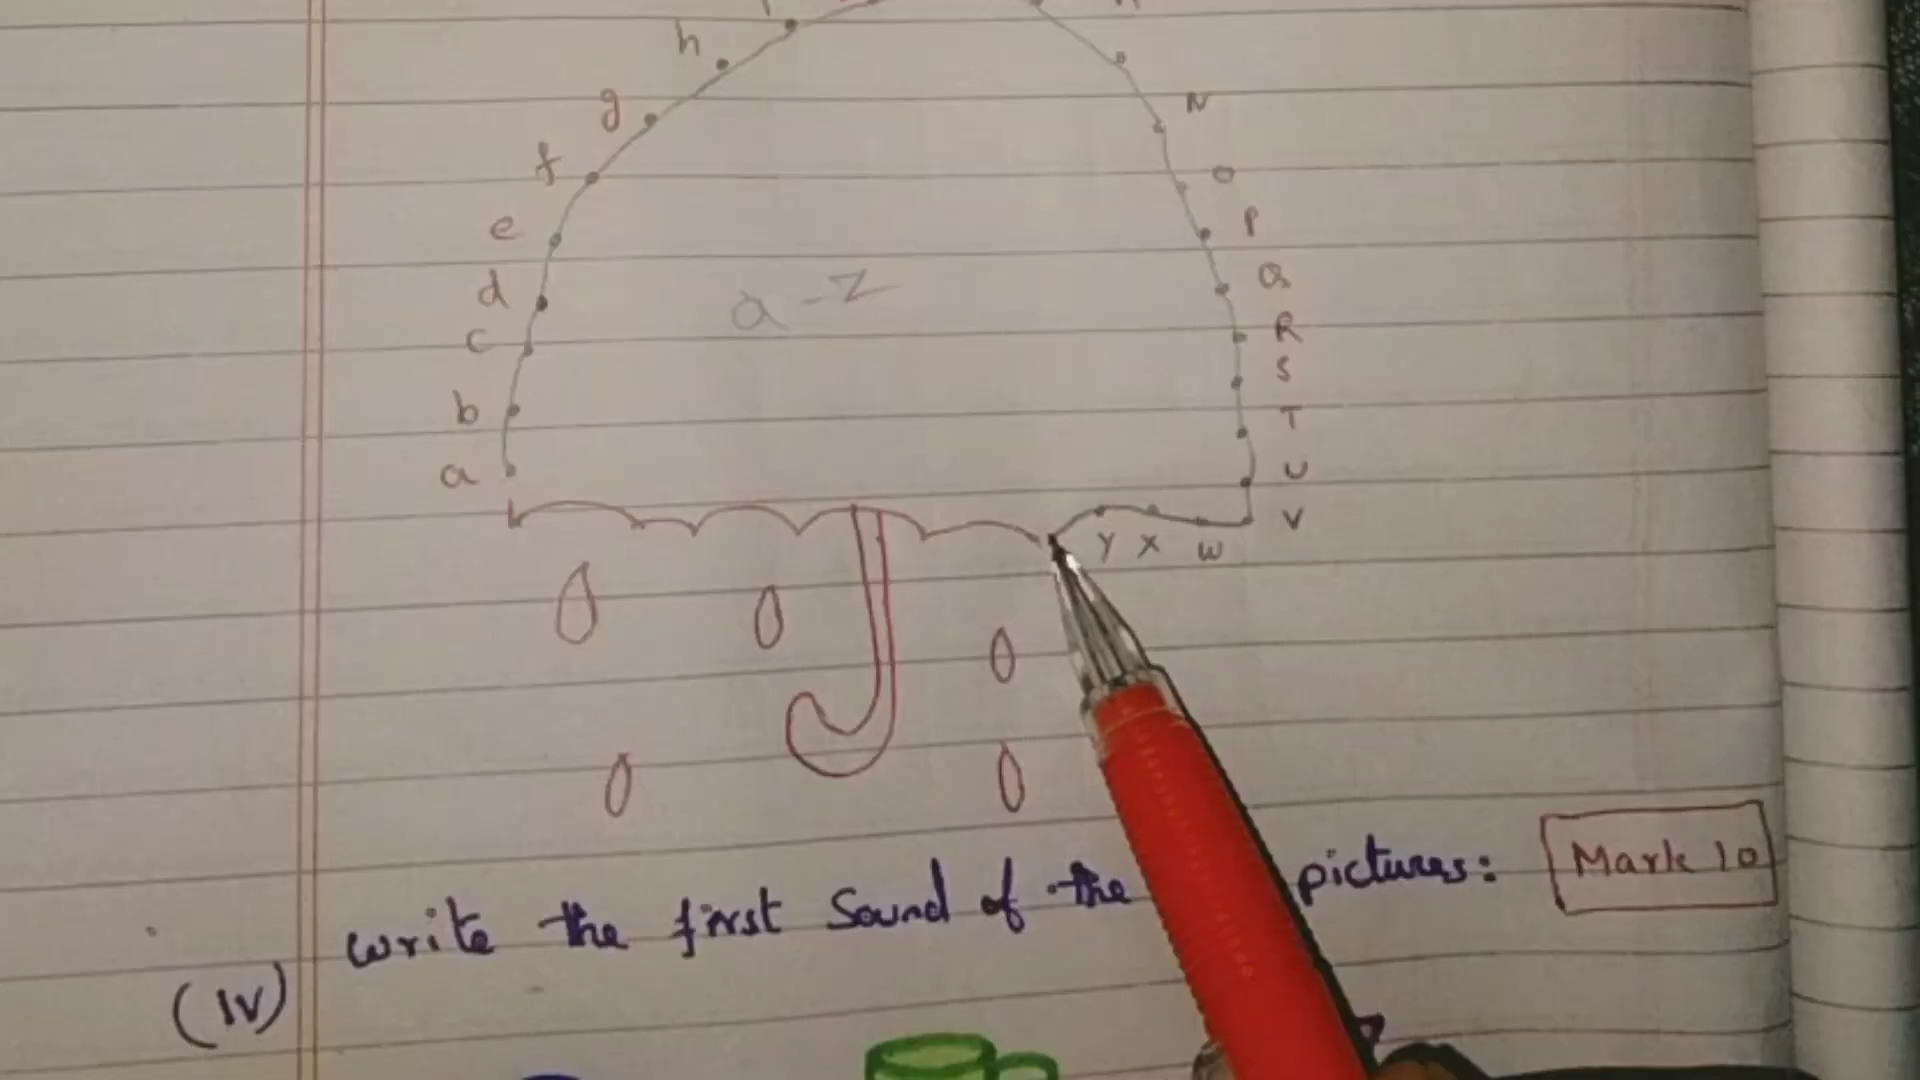 h
g
f
N
O
e
P
d
a-z
Q
c
R
S
b
T
a
U
V
Y X W
(IV) write the first Sound of the pictures:
Mark 10